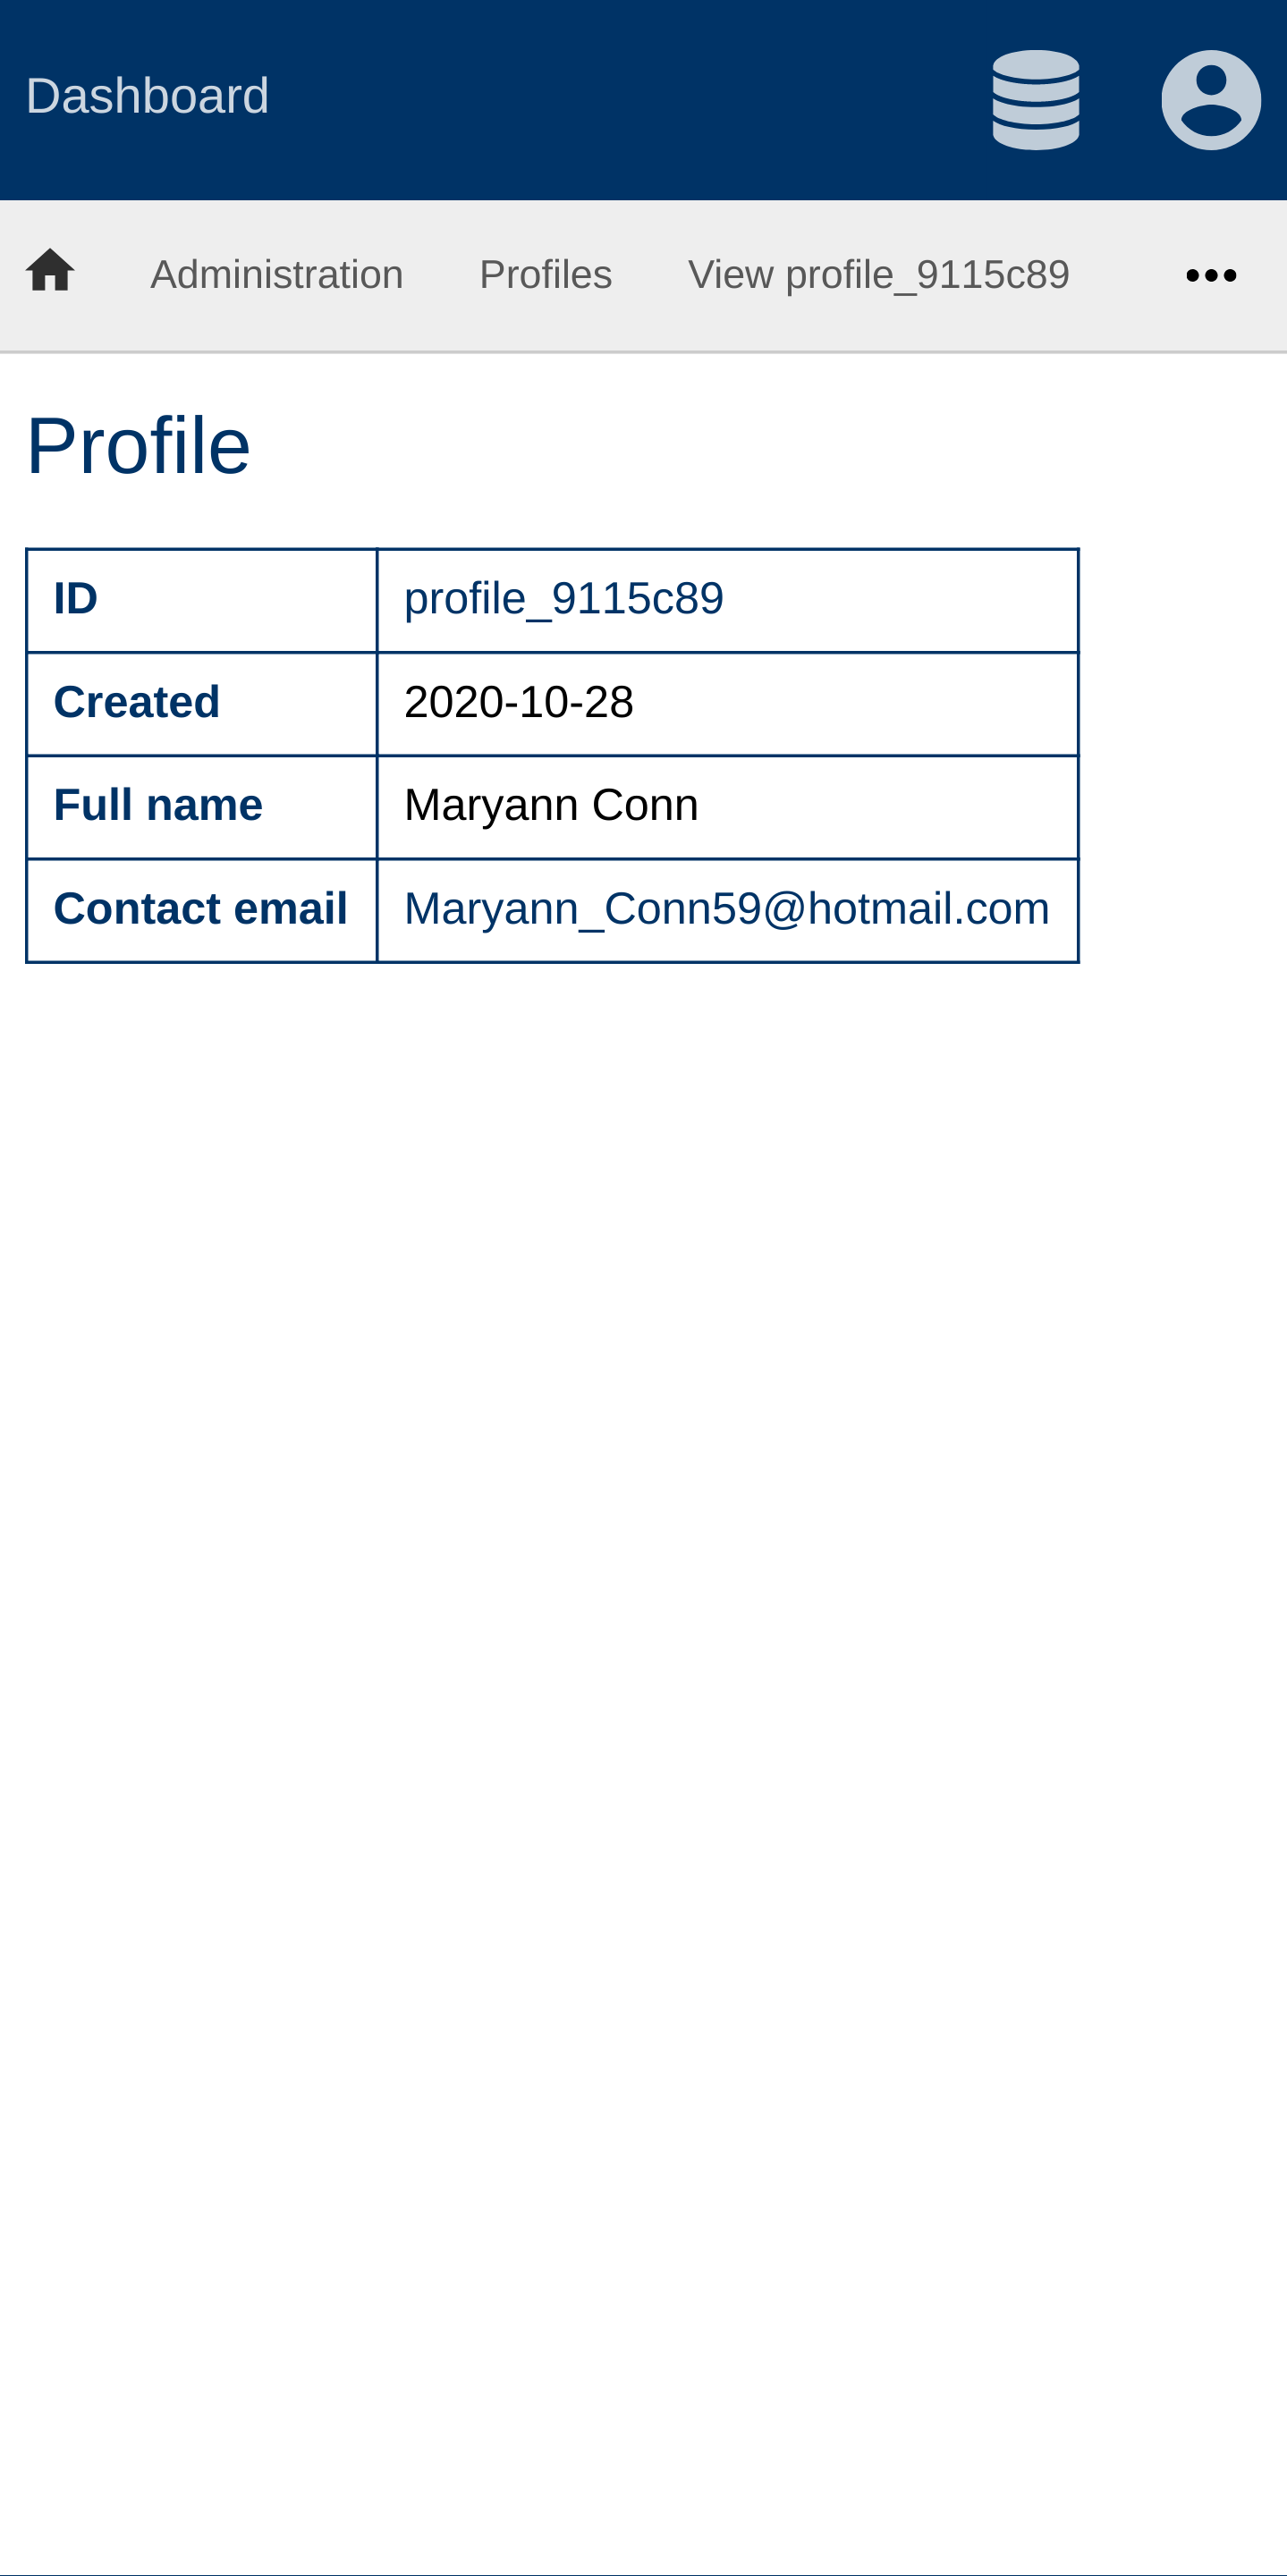 Dashboard
Administration Profiles View profile_9115c89
Profile
ID profile_9115c89
Created 2020-10-28
Full name Maryann Conn
Contact email Maryann_Conn59@hotmail.com